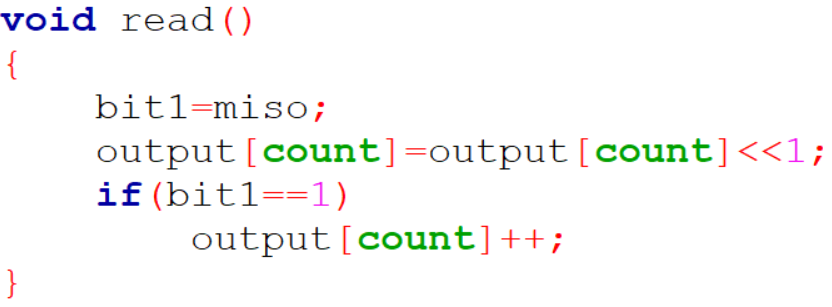 void read()
{
bit1=miso;
output[count]=output[count]<<1;
if(bit1==1)
output[count]++;
}